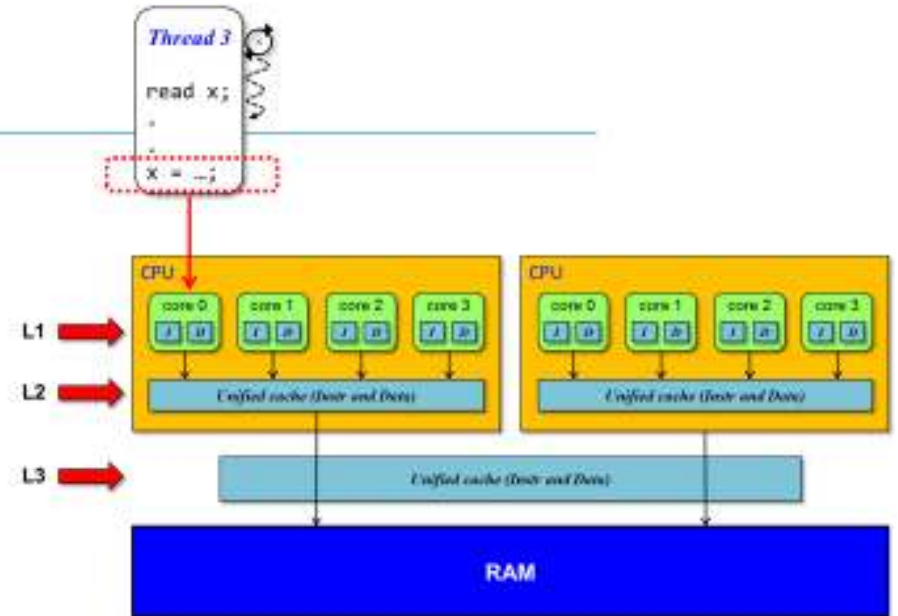 Thread 3
read x;
.
.
x = …;
CPU
core 0 core 1 core 2 core 3
I D I D I D I D
Unified cache (Instr and Data)
CPU
core 0 core 1 core 2 core 3
I D I D I D I D
Unified cache (Instr and Data)
L1
L2
L3
Unified cache (Instr and Data)
RAM